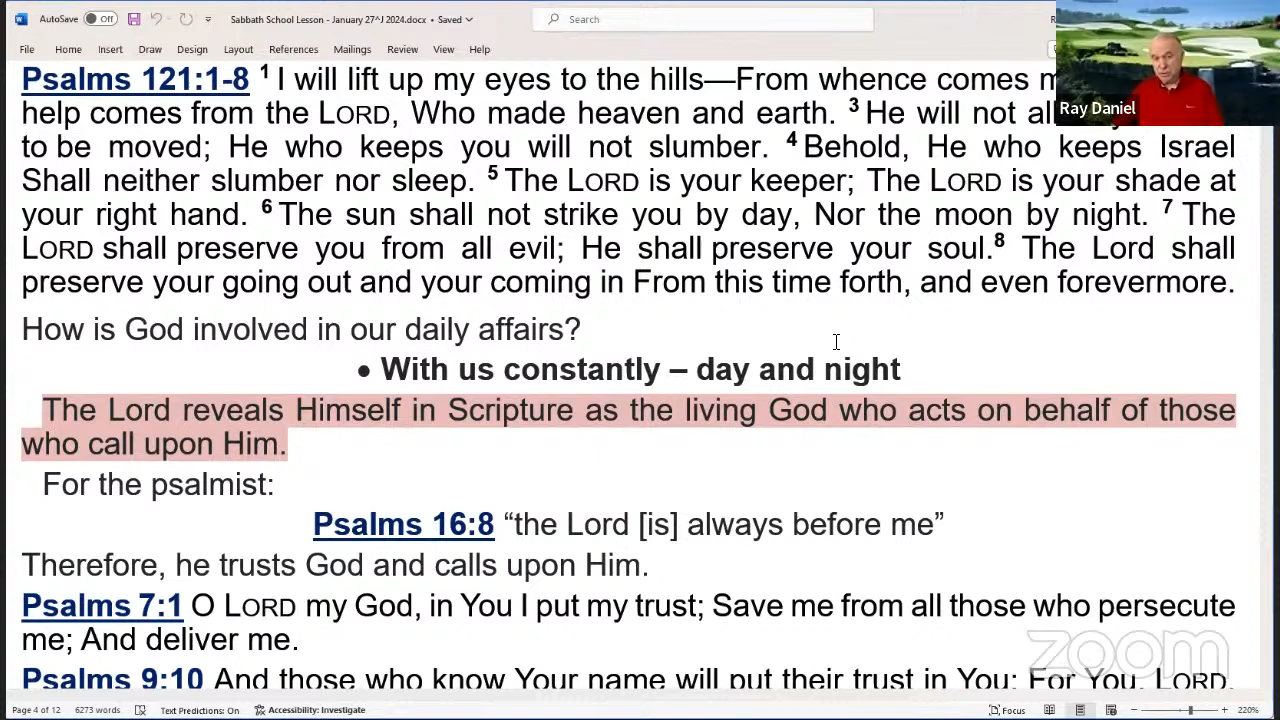 AutoSave Off Sabbath School Lesson - January 27^J 2024.docx • Saved Search
File Home Insert Draw Design Layout References Mailings Review View Help
Ray Daniel
Psalms 121:1-8 1 I will lift up my eyes to the hills—From whence comes
help comes from the LORD, Who made heaven and earth. 3 He will not
to be moved; He who keeps you will not slumber. 4 Behold, He who keeps Israel
Shall neither slumber nor sleep. 5 The LORD is your keeper; The LORD is your shade at
your right hand. 6 The sun shall not strike you by day, Nor the moon by night. 7 The
LORD shall preserve you from all evil; He shall preserve your soul.8 The Lord shall
preserve your going out and your coming in From this time forth, and even forevermore.
How is God involved in our daily affairs?
• With us constantly – day and night
The Lord reveals Himself in Scripture as the living God who acts on behalf of those
who call upon Him.
For the psalmist:
Psalms 16:8 “the Lord [is] always before me”
Therefore, he trusts God and calls upon Him.
Psalms 7:1 O LORD my God, in You I put my trust; Save me from all those who persecute
me; And deliver me.
zoom
Psalms 9:10 And those who know Your name will put their trust in You; For You, LORD,
Page 4 of 12 6273 words Text Predictions: On Accessibility: Investigate Focus 220%